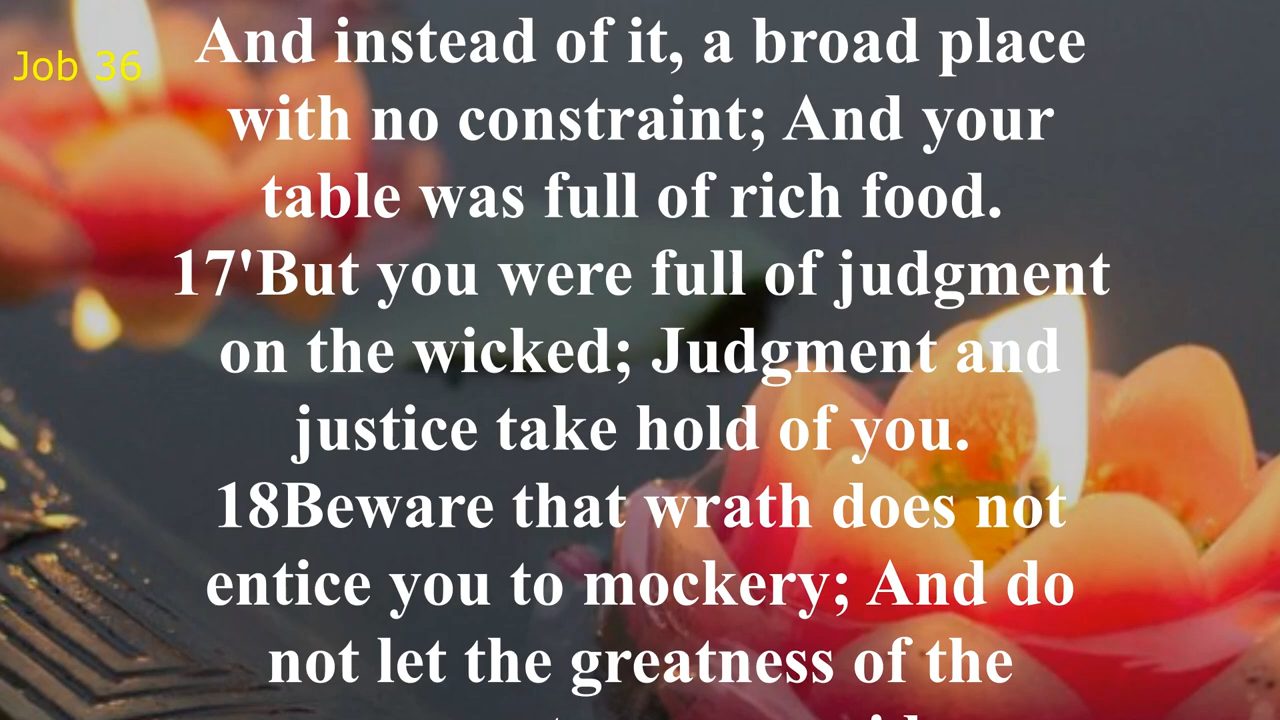 Job 36
And instead of it, a broad place
with no constraint; And your
table was full of rich food.
17'But you were full of judgment
on the wicked; Judgment and
justice take hold of you.
18Beware that wrath does not
entice you to mockery; And do
not let the greatness of the